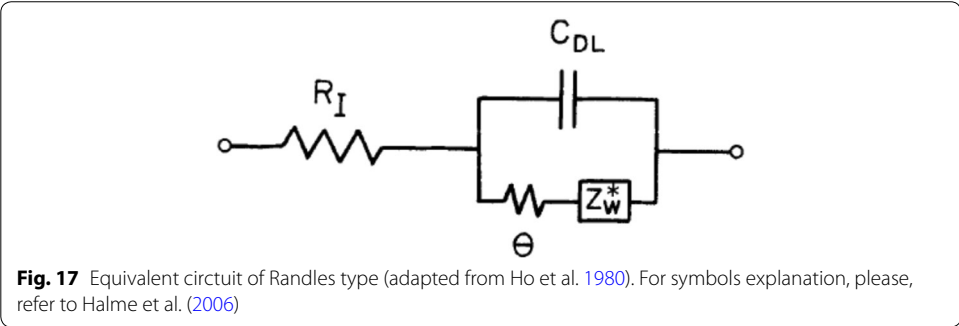 C_DL
R_I
Z*_W
Θ
Fig. 17 Equivalent circtuit of Randles type (adapted from Ho et al. 1980). For symbols explanation, please,
refer to Halme et al. (2006)